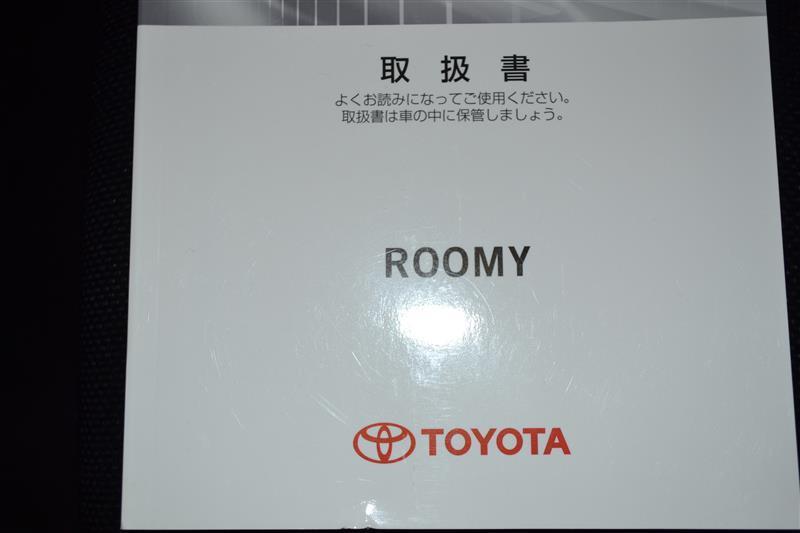 取扱書
よくお読みになってご使用ください。
取扱書は車の中に保管しましょう。
ROOMY
TOYOTA